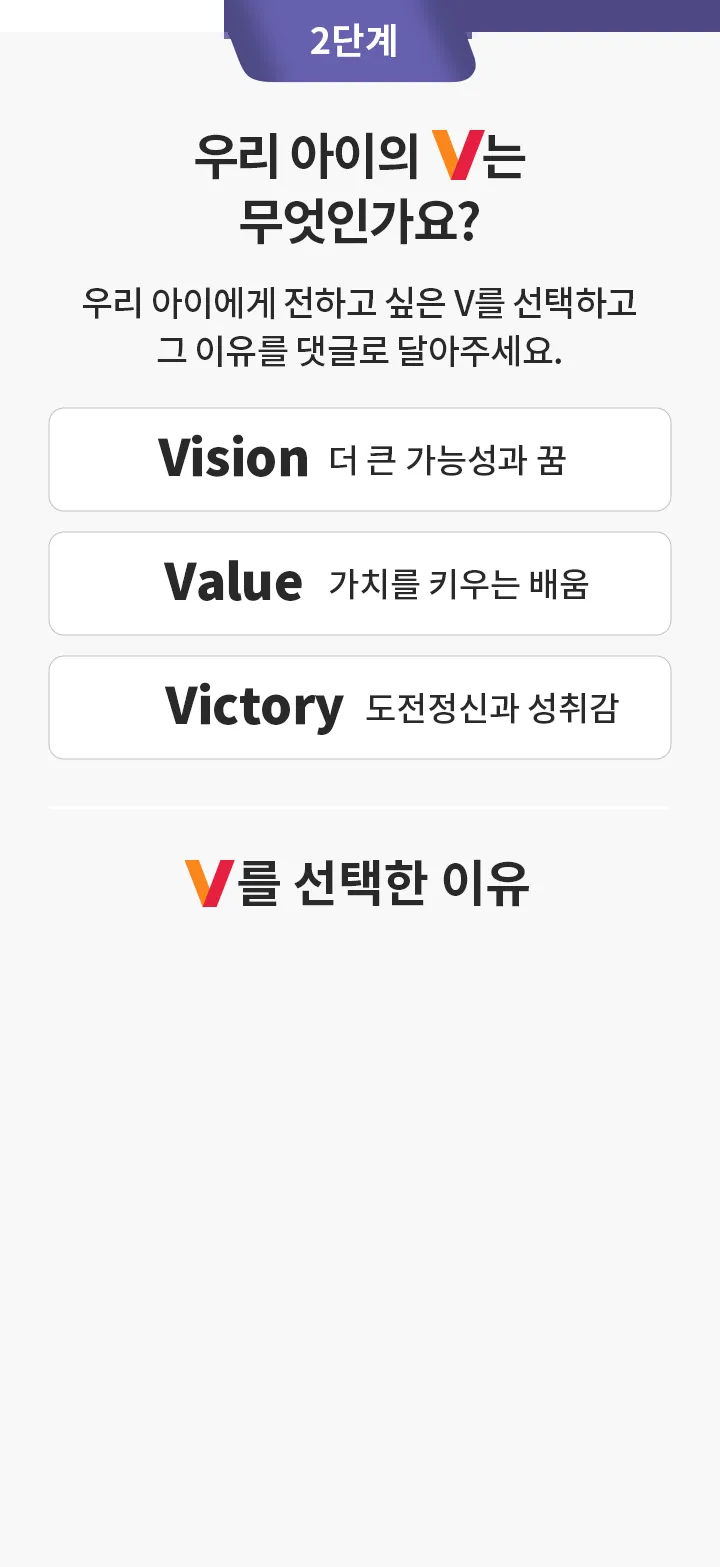 2단계
우리 아이의 V는
무엇인가요?
우리 아이에게 전하고 싶은 V를 선택하고
그 이유를 댓글로 달아주세요.
Vision 더 큰 가능성과 꿈
Value 가치를 키우는 배움
Victory 도전정신과 성취감
V를 선택한 이유